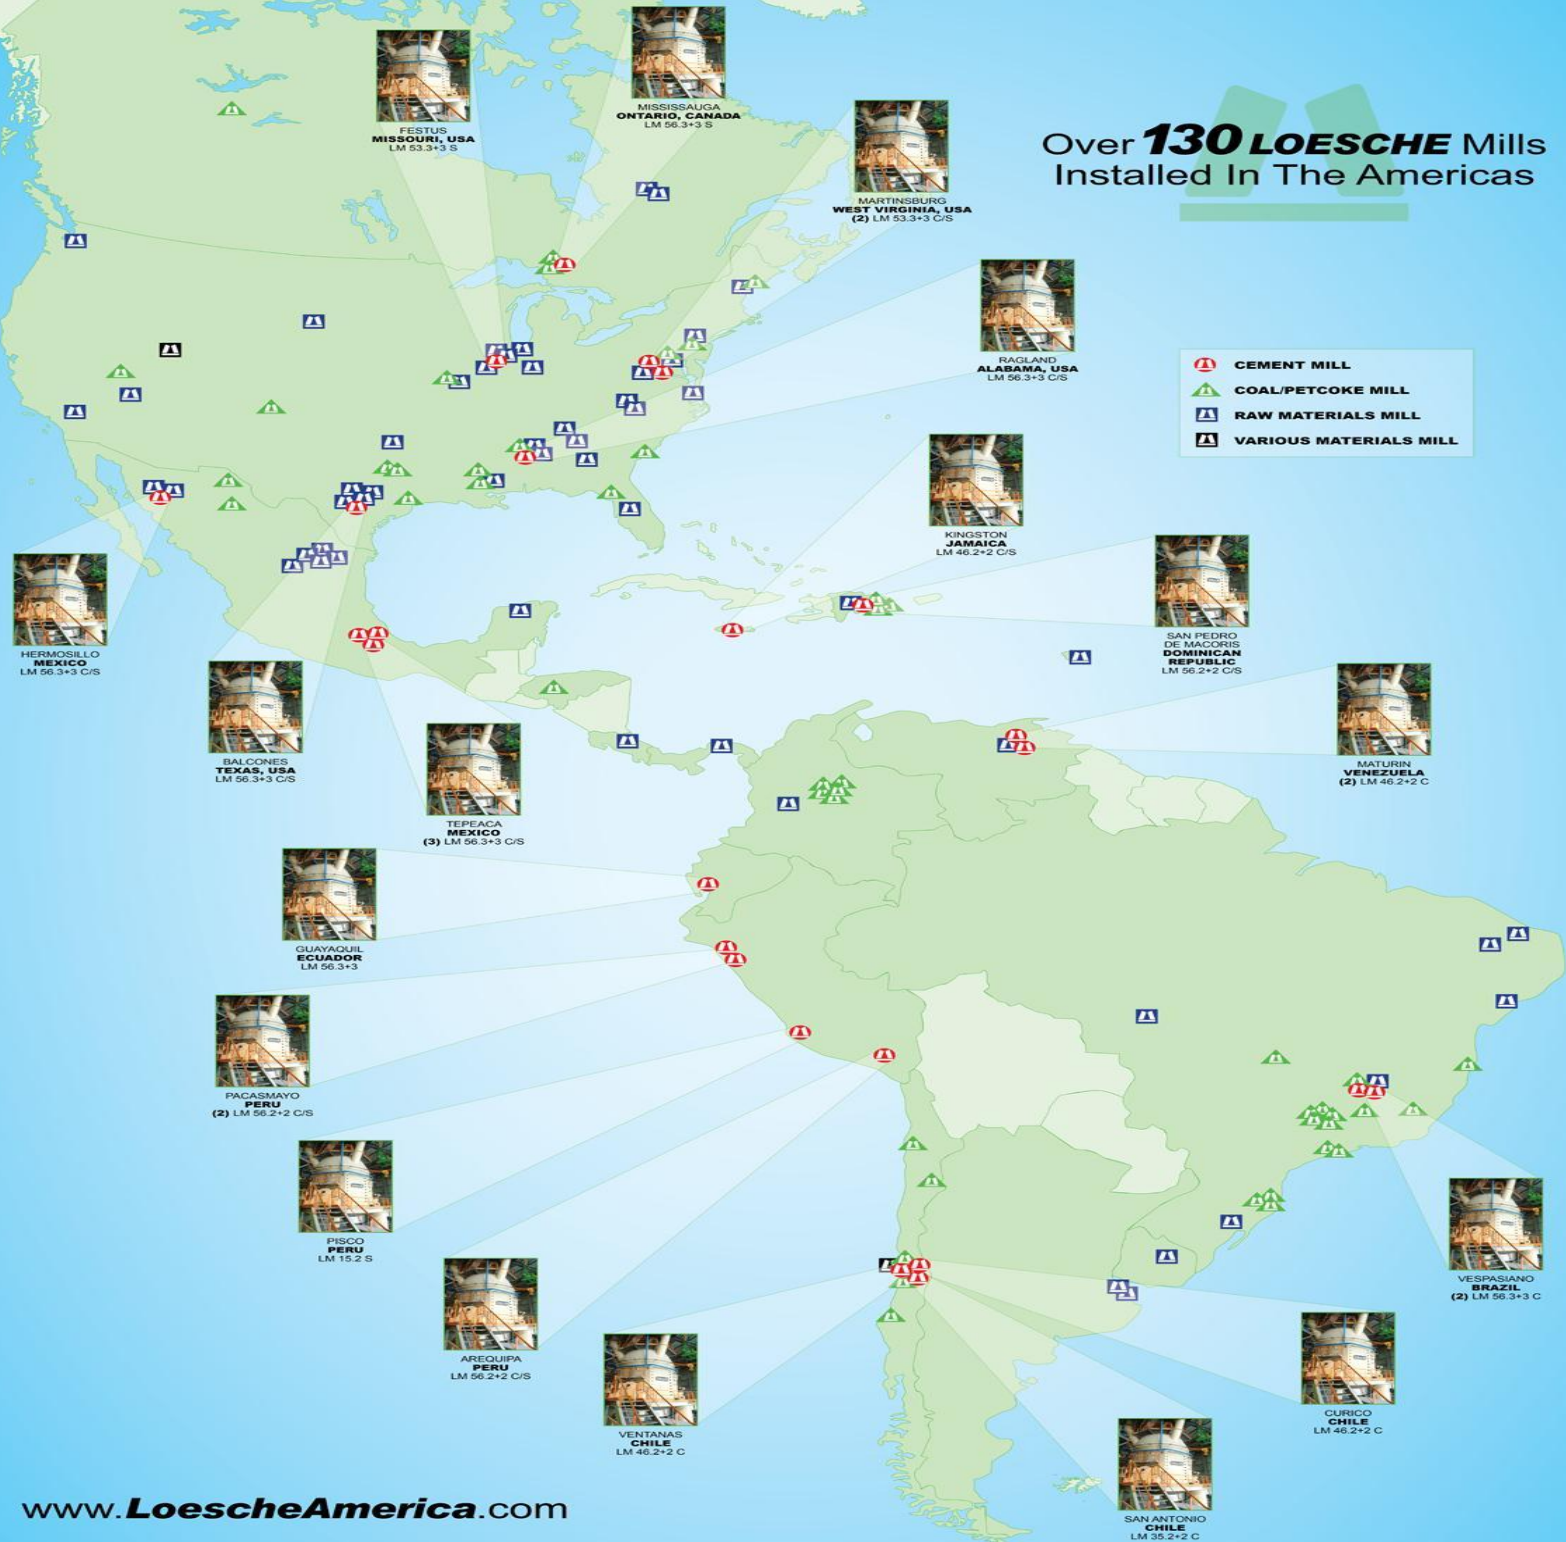 FESTUS
MISSOURI, USA
LM 53.3+3 S
MISSISSAUGA
ONTARIO, CANADA
LM 56.3+3 S
MARTINSBURG
WEST VIRGINIA, USA
(2) LM 53.3+3 C/S
Over 130 LOESCHE Mills
Installed In The Americas
RAGLAND
ALABAMA, USA
LM 56.3+3 C/S
CEMENT MILL
COAL/PETCOKE MILL
RAW MATERIALS MILL
VARIOUS MATERIALS MILL
KINGSTON
JAMAICA
LM 46.2+2 C/S
SAN PEDRO
DE MACORIS
DOMINICAN
REPUBLIC
LM 56.2+2 C/S
HERMOSILLO
MEXICO
LM 56.3+3 C/S
BALCONES
TEXAS, USA
LM 56.3+3 C/S
MATURIN
VENEZUELA
(2) LM 46.2+2 C
TEPEACA
MEXICO
(3) LM 56.3+3 C/S
GUAYAQUIL
ECUADOR
LM 56.3+3
PACASMAYO
PERU
(2) LM 56.2+2 C/S
PISCO
PERU
LM 15.2 S
VESPASIANO
BRAZIL
(2) LM 56.3+3 C
AREQUIPA
PERU
LM 56.2+2 C/S
VENTANAS
CHILE
LM 46.2+2 C
CURICO
CHILE
LM 46.2+2 C
SAN ANTONIO
CHILE
LM 35.2+2 C
www.LoescheAmerica.com